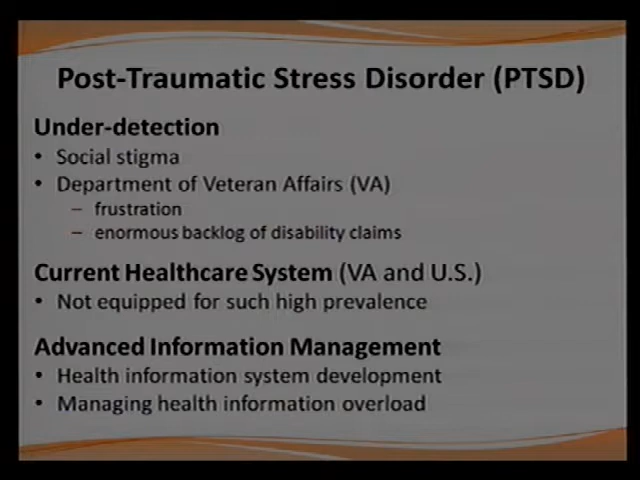 Post-Traumatic Stress Disorder (PTSD)
Under-detection
• Social stigma
• Department of Veteran Affairs (VA)
– frustration
– enormous backlog of disability claims
Current Healthcare System (VA and U.S.)
• Not equipped for such high prevalence
Advanced Information Management
• Health information system development
• Managing health information overload